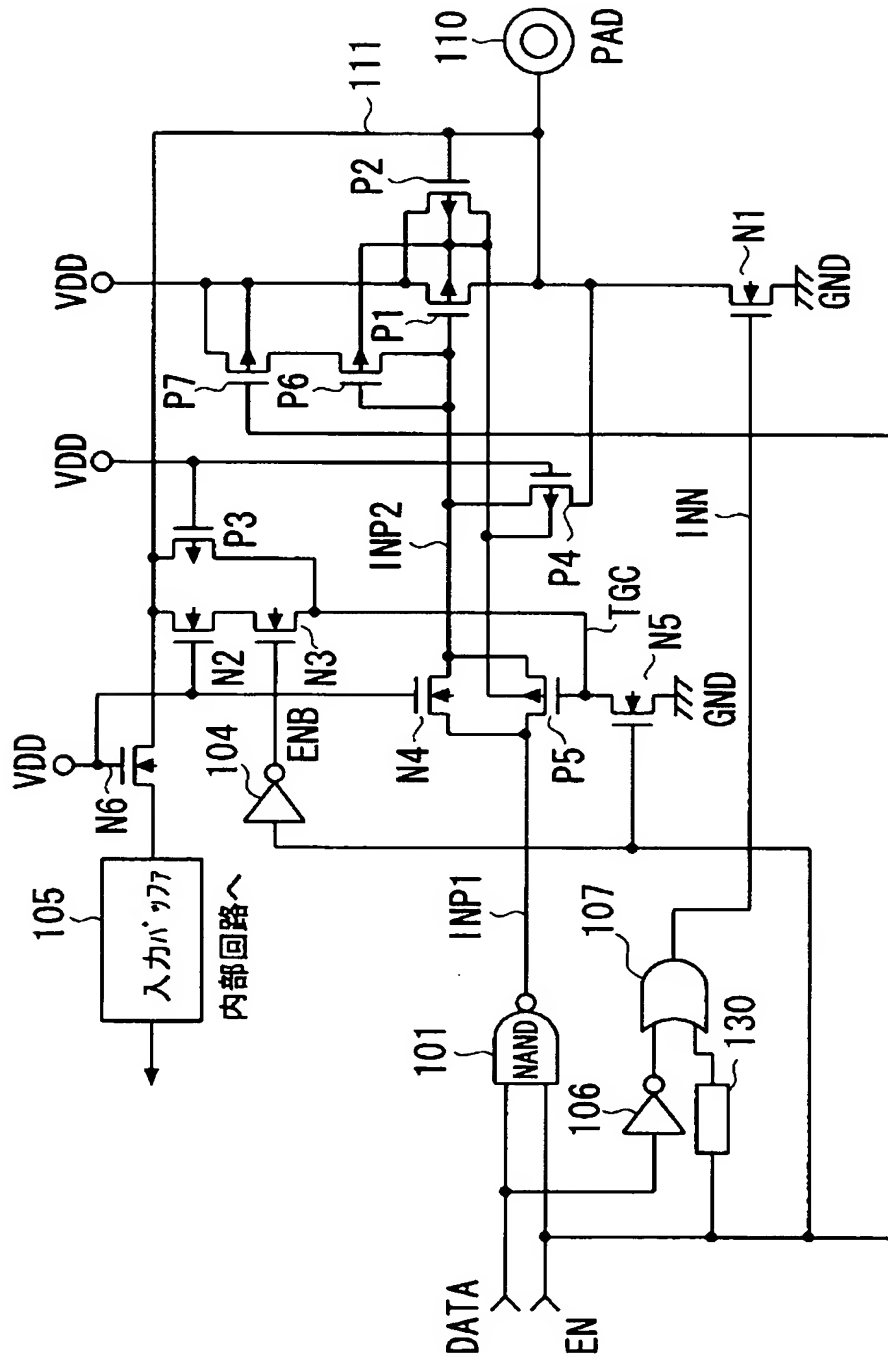 VDD
VDD
VDD
111
110
PAD
P2
P1
P7
P6
P3
N2
N3
N6
105
入力バッファ
内部回路へ
104
ENB
INP2
N4
P5
P4
TGC
N5
GND
N1
GND
INN
INP1
101
NAND
107
106
130
DATA
EN